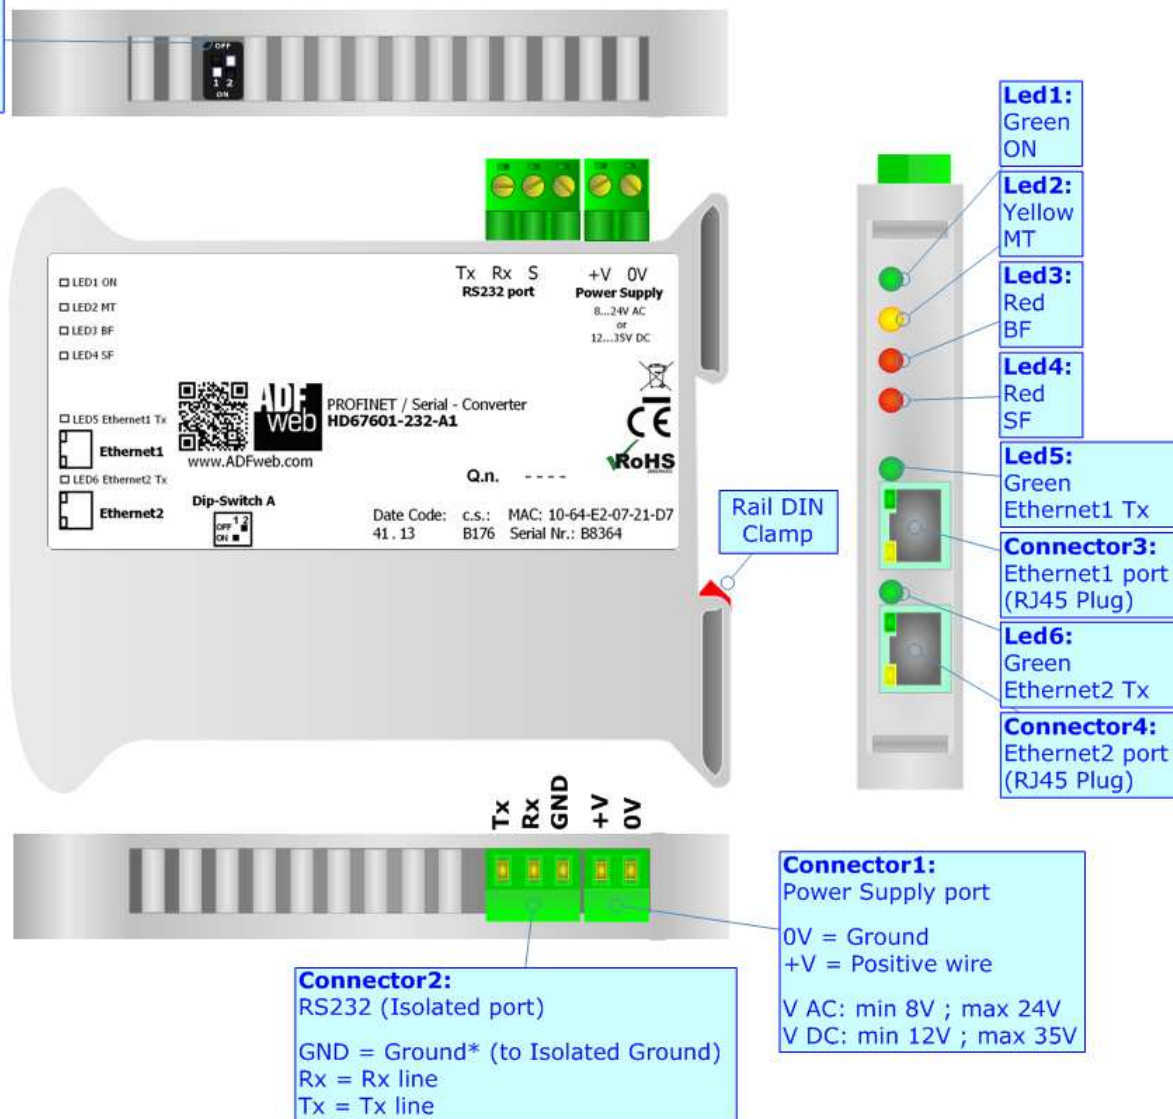 OFF
1 2
ON
Led1:
Green
ON
Led2:
Yellow
MT
Led3:
Red
BF
Led4:
Red
SF
Led5:
Green
Ethernet1 Tx
Connector3:
Ethernet1 port
(RJ45 Plug)
Led6:
Green
Ethernet2 Tx
Connector4:
Ethernet2 port
(RJ45 Plug)
LED1 ON
LED2 MT
LED3 BF
LED4 SF
Tx Rx S
RS232 port
+V 0V
Power Supply
8...24V AC
or
12...35V DC
LED5 Ethernet1 Tx
Ethernet1
LED6 Ethernet2 Tx
Ethernet2
ADF
web
www.ADFweb.com
PROFINET / Serial - Converter
HD67601-232-A1
CE
RoHS
Q.n. - - - -
Dip-Switch A
1 2
OFF
ON
Date Code: c.s.: MAC: 10-64-E2-07-21-D7
41 . 13 B176 Serial Nr.: B8364
Rail DIN
Clamp
Tx
Rx
GND
+V
0V
Connector1:
Power Supply port
0V = Ground
+V = Positive wire
V AC: min 8V ; max 24V
V DC: min 12V ; max 35V
Connector2:
RS232 (Isolated port)
GND = Ground* (to Isolated Ground)
Rx = Rx line
Tx = Tx line